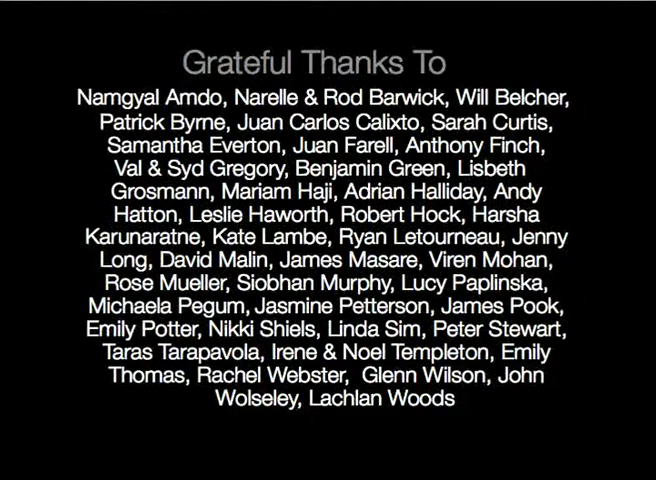 Grateful Thanks To
Namgyal Amdo, Narelle & Rod Barwick, Will Belcher,
Patrick Byrne, Juan Carlos Calixto, Sarah Curtis,
Samantha Everton, Juan Farell, Anthony Finch,
Val & Syd Gregory, Benjamin Green, Lisbeth
Grosmann, Mariam Haji, Adrian Halliday, Andy
Hatton, Leslie Haworth, Robert Hock, Harsha
Karunaratne, Kate Lambe, Ryan Letourneau, Jenny
Long, David Malin, James Masare, Viren Mohan,
Rose Mueller, Siobhan Murphy, Lucy Paplinska,
Michaela Pegum, Jasmine Petterson, James Pook,
Emily Potter, Nikki Shiels, Linda Sim, Peter Stewart,
Taras Tarapavola, Irene & Noel Templeton, Emily
Thomas, Rachel Webster,  Glenn Wilson, John
Wolseley, Lachlan Woods